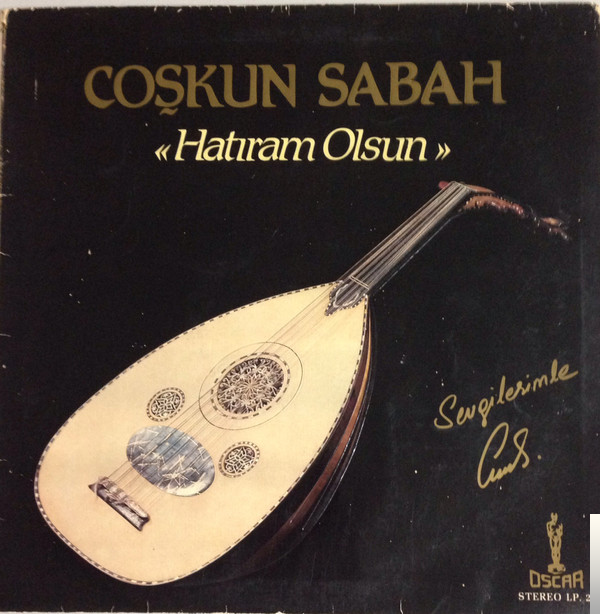 COŞKUN SABAH
«Hatıram Olsun»
Sevgilerimle
OSCAR
STEREO LP. 2